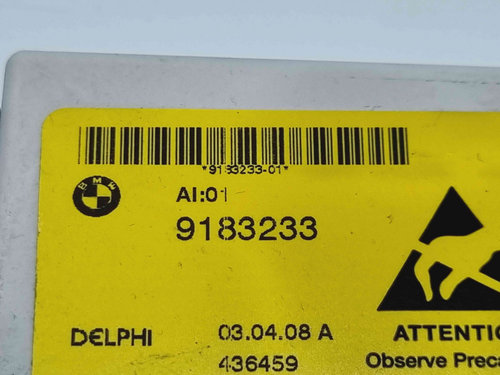 *9183233-01*
BMW
AI:01
9183233
DELPHI 03.04.08 A
436459
ATTENTIO
Observe Preca